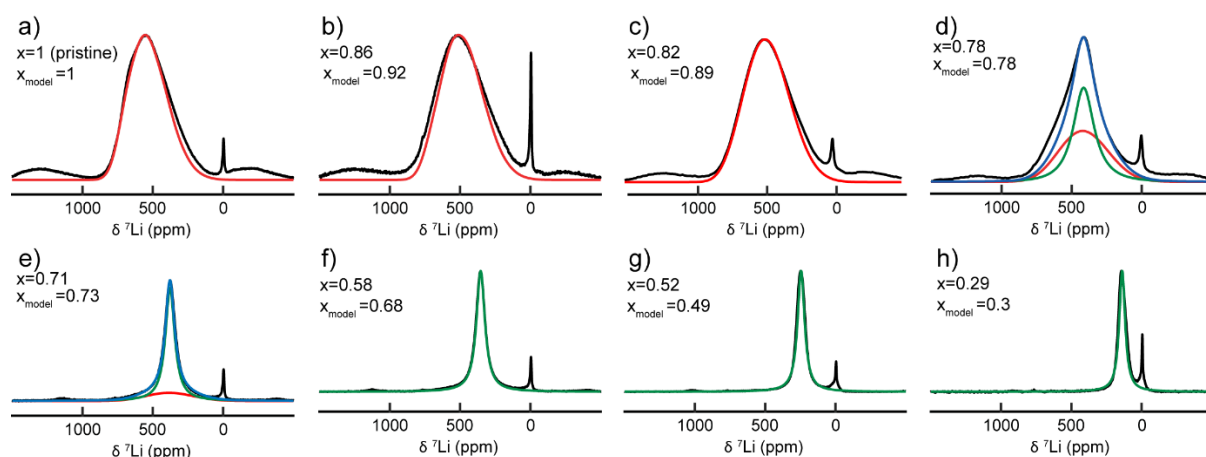 a)
x=1 (pristine)
x_model =1
1000 500 0
δ ⁷Li (ppm)
b)
x=0.86
x_model =0.92
1000 500 0
δ ⁷Li (ppm)
c)
x=0.82
x_model =0.89
1000 500 0
δ ⁷Li (ppm)
d)
x=0.78
x_model =0.78
1000 500 0
δ ⁷Li (ppm)
e)
x=0.71
x_model =0.73
1000 500 0
δ ⁷Li (ppm)
f)
x=0.58
x_model =0.68
1000 500 0
δ ⁷Li (ppm)
g)
x=0.52
x_model =0.49
1000 500 0
δ ⁷Li (ppm)
h)
x=0.29
x_model =0.3
1000 500 0
δ ⁷Li (ppm)